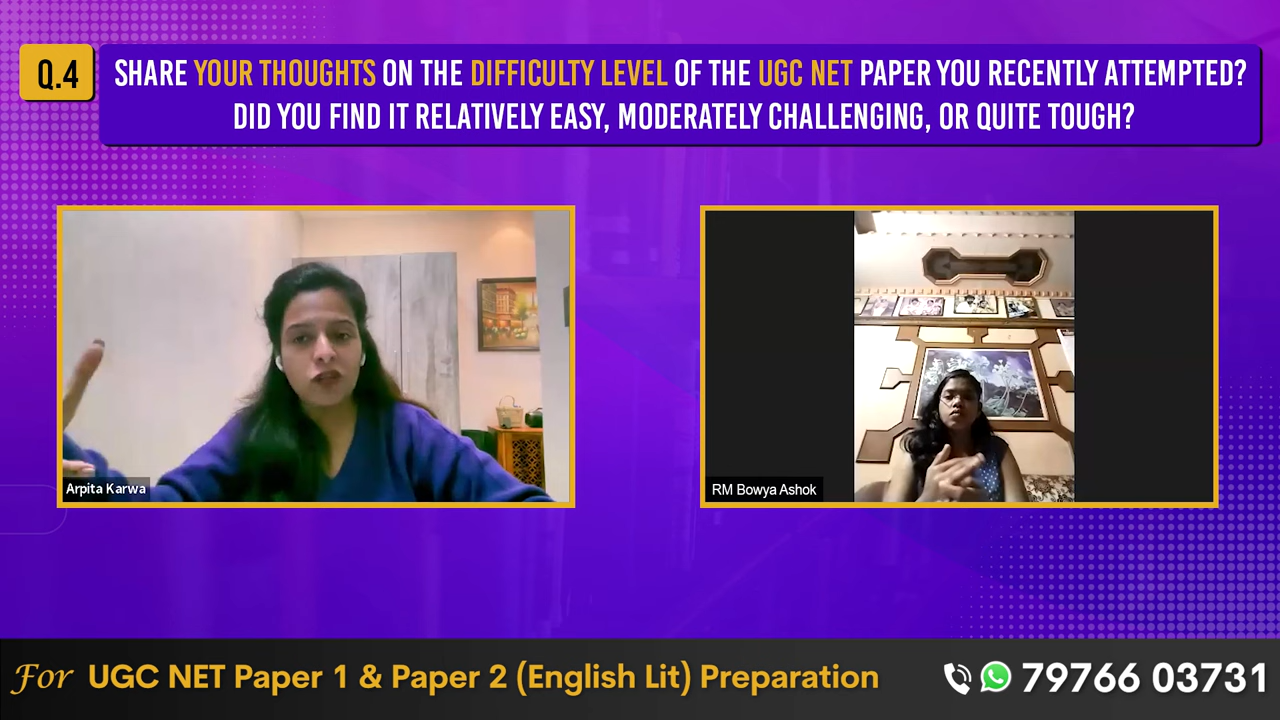 Q.4
SHARE YOUR THOUGHTS ON THE DIFFICULTY LEVEL OF THE UGC NET PAPER YOU RECENTLY ATTEMPTED?
DID YOU FIND IT RELATIVELY EASY, MODERATELY CHALLENGING, OR QUITE TOUGH?
Arpita Karwa
RM Bowya Ashok
For UGC NET Paper 1 & Paper 2 (English Lit) Preparation
79766 03731